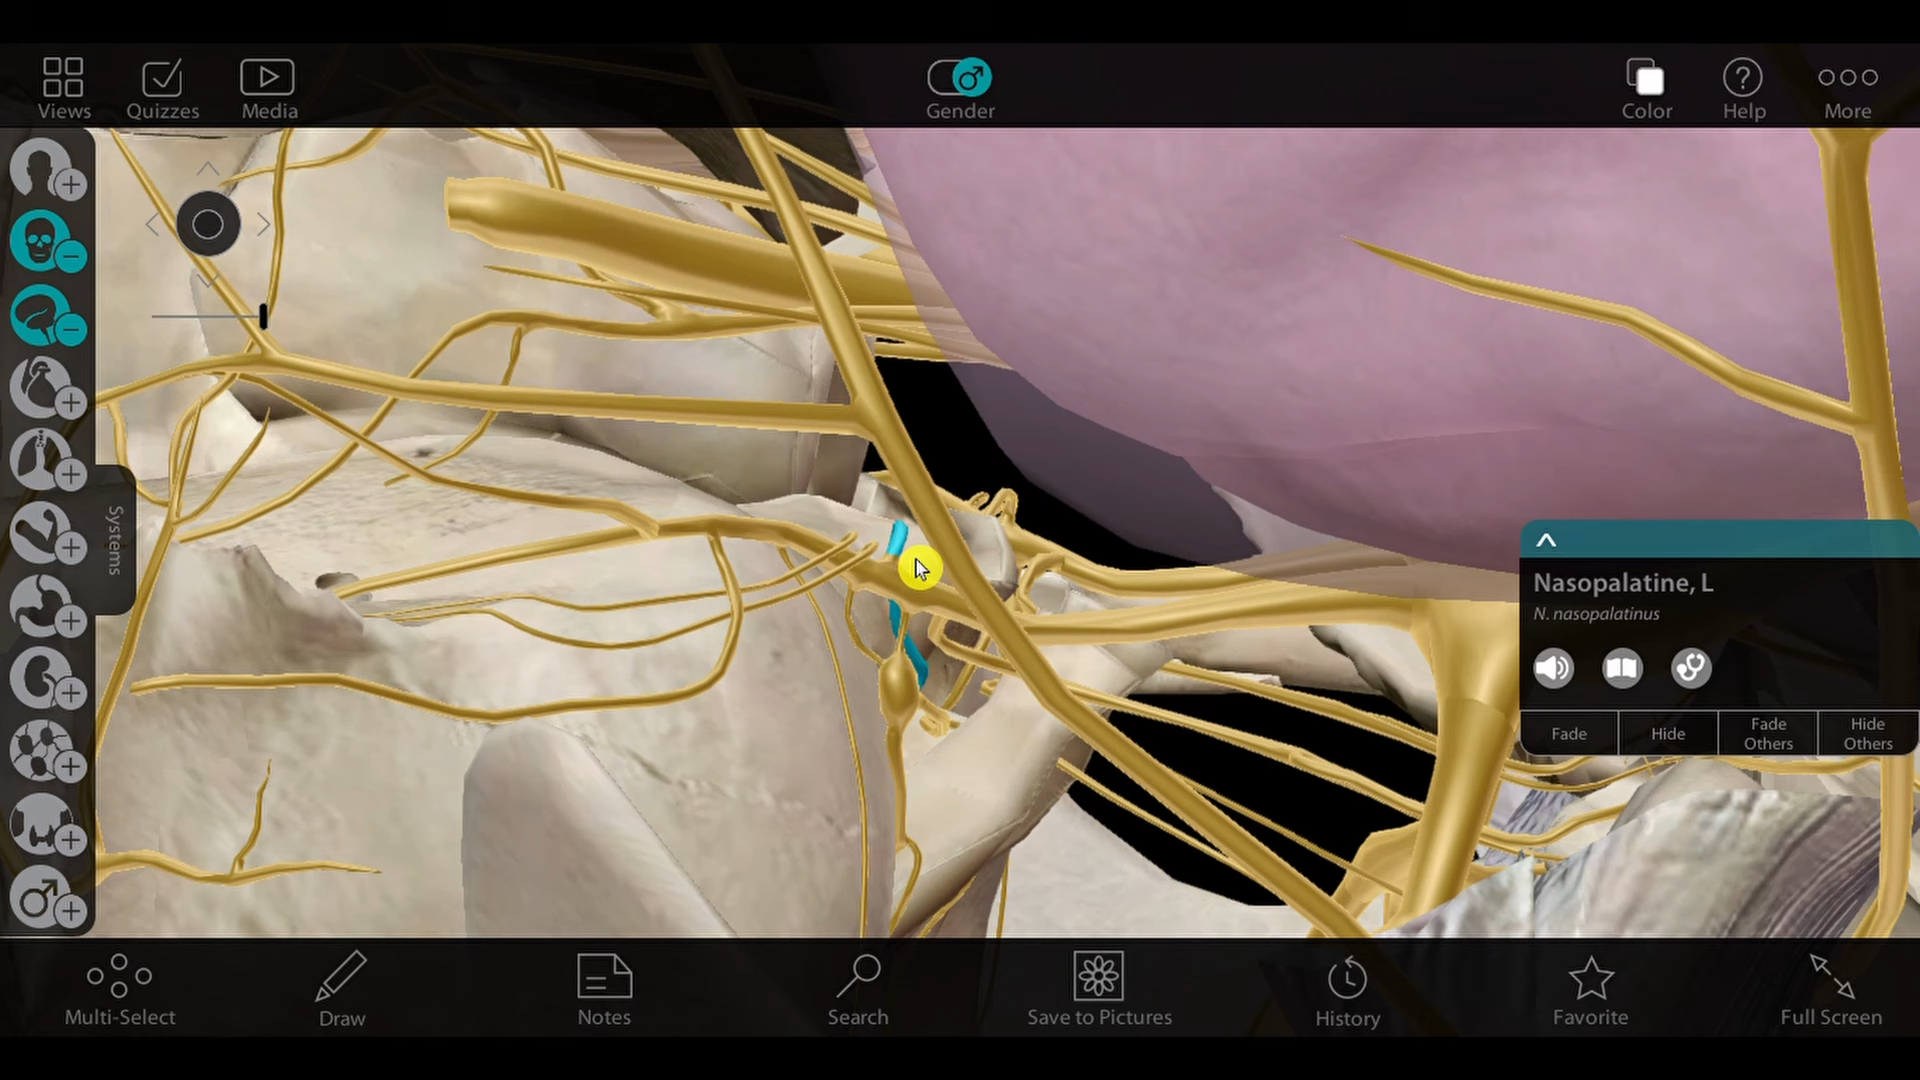 Views
Quizzes
Media
Gender
Color
Help
More
Systems
Nasopalatine, L
N. nasopalatinus
Fade
Hide
Fade
Others
Hide
Others
Multi-Select
Draw
Notes
Search
Save to Pictures
History
Favorite
Full Screen